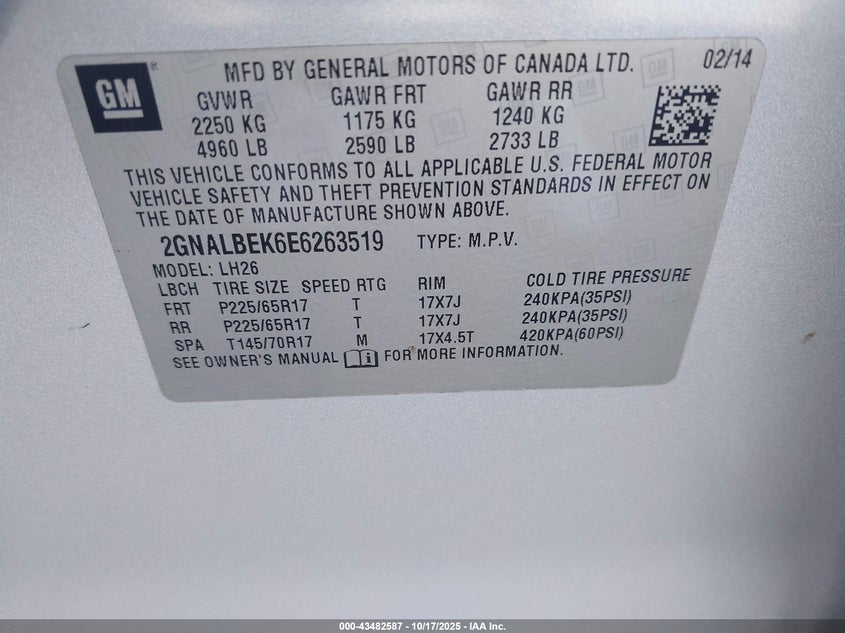 GM ®
MFD BY GENERAL MOTORS OF CANADA LTD. 02/14
GVWR GAWR FRT GAWR RR
2250 KG 1175 KG 1240 KG
4960 LB 2590 LB 2733 LB
THIS VEHICLE CONFORMS TO ALL APPLICABLE U.S. FEDERAL MOTOR
VEHICLE SAFETY AND THEFT PREVENTION STANDARDS IN EFFECT ON
THE DATE OF MANUFACTURE SHOWN ABOVE.
2GNALBEK6E6263519 TYPE: M.P.V.
MODEL: LH26
LBCH TIRE SIZE SPEED RTG RIM COLD TIRE PRESSURE
FRT P225/65R17 T 17X7J 240KPA(35PSI)
RR P225/65R17 T 17X7J 240KPA(35PSI)
SPA T145/70R17 M 17X4.5T 420KPA(60PSI)
SEE OWNER'S MANUAL FOR MORE INFORMATION.
000-43482587 - 10/17/2025 - IAA Inc.